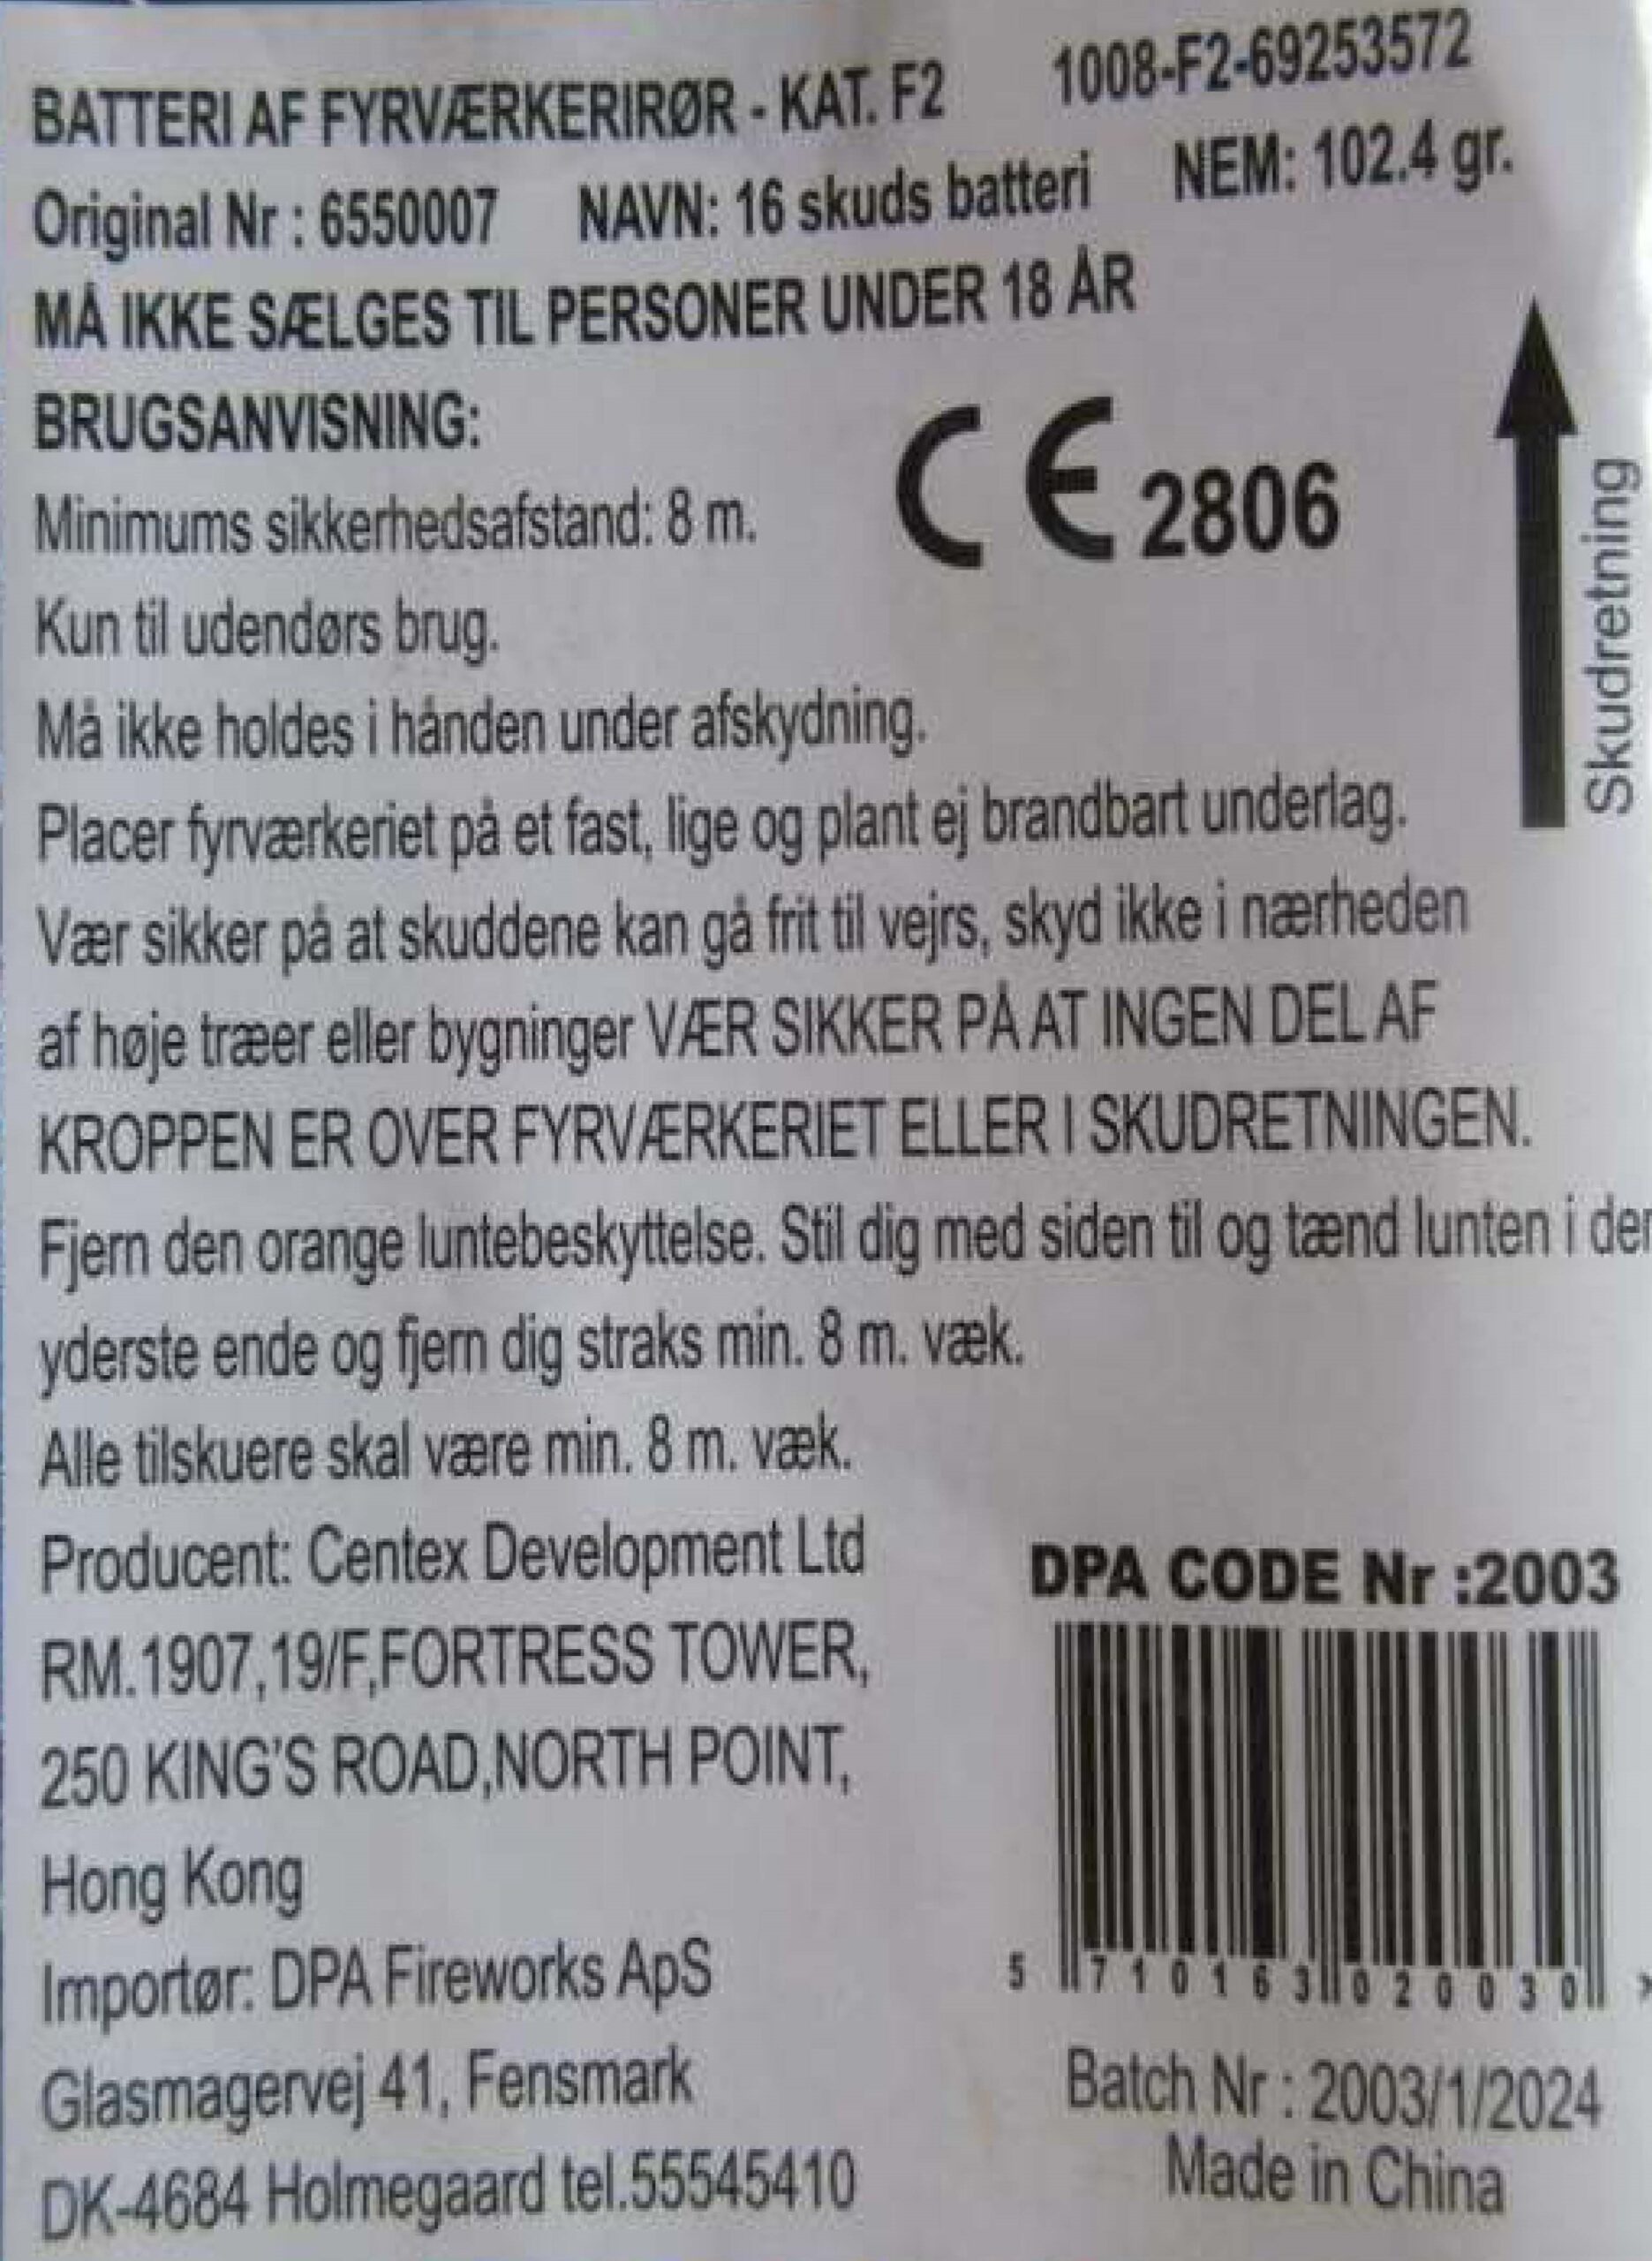 BATTERI AF FYRVÆRKERIRØR - KAT. F2 1008-F2-69253572
Original Nr : 6550007 NAVN: 16 skuds batteri NEM: 102.4 gr.
MÅ IKKE SÆLGES TIL PERSONER UNDER 18 ÅR
BRUGSANVISNING:
CE 2806
Skudretning
Minimums sikkerhedsafstand: 8 m.
Kun til udendørs brug.
Må ikke holdes i hånden under afskydning.
Placer fyrværkeriet på et fast, lige og plant ej brandbart underlag.
Vær sikker på at skuddene kan gå frit til vejrs, skyd ikke i nærheden
af høje træer eller bygninger VÆR SIKKER PÅ AT INGEN DEL AF
KROPPEN ER OVER FYRVÆRKERIET ELLER I SKUDRETNINGEN.
Fjern den orange luntebeskyttelse. Stil dig med siden til og tænd lunten i
yderste ende og fjern dig straks min. 8 m. væk.
Alle tilskuere skal være min. 8 m. væk.
Producent: Centex Development Ltd
RM.1907,19/F,FORTRESS TOWER,
250 KING'S ROAD,NORTH POINT,
Hong Kong
Importør: DPA Fireworks ApS
Glasmagervej 41, Fensmark
DK-4684 Holmegaard tel.55545410
DPA CODE Nr :2003
5 710163 020030 >
Batch Nr : 2003/1/2024
Made in China